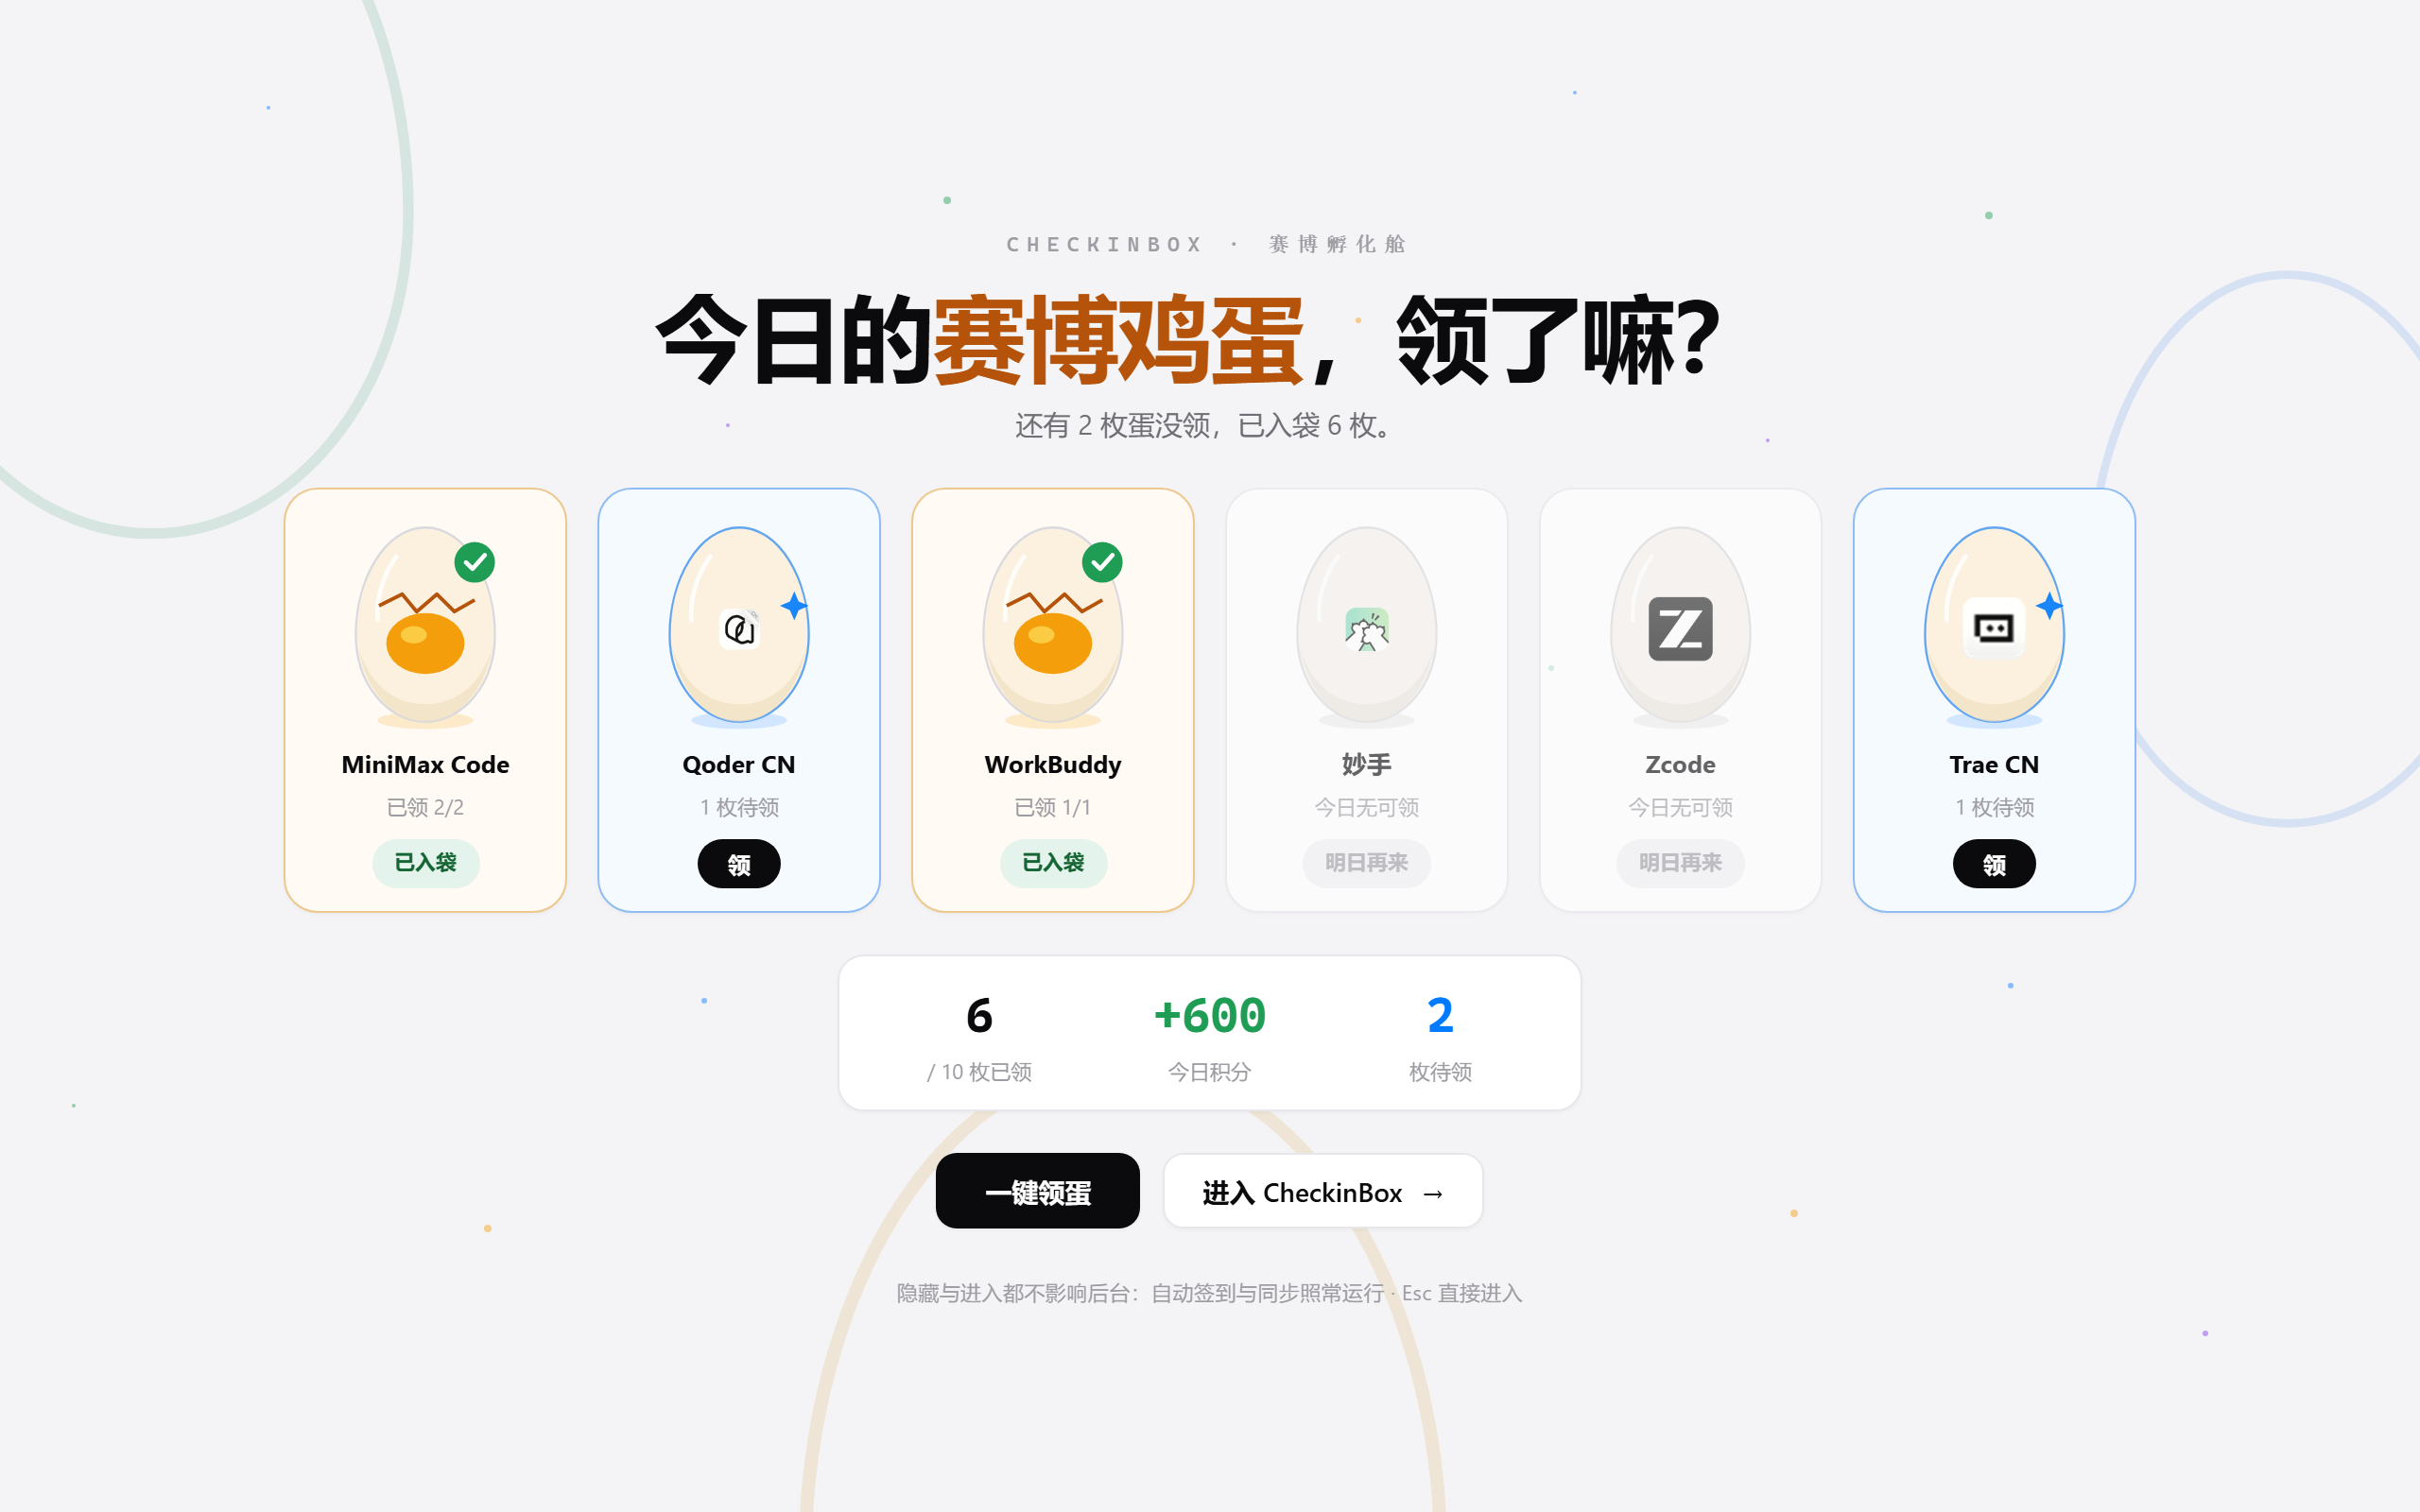 CHECKINBOX · 赛博孵化舱
今日的赛博鸡蛋，领了嘛？
还有 2 枚蛋没领，已入袋 6 枚。
MiniMax Code
已领 2/2
已入袋
Qoder CN
1 枚待领
领
WorkBuddy
已领 1/1
已入袋
妙手
今日无可领
明日再来
Z
Zcode
今日无可领
明日再来
Trae CN
1 枚待领
领
6
/ 10 枚已领
+600
今日积分
2
枚待领
一键领蛋
进入 CheckinBox →
隐藏与进入都不影响后台：自动签到与同步照常运行 · Esc 直接进入